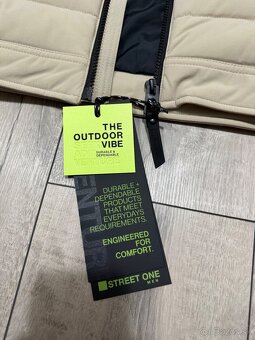 THE
OUTDOOR
VIBE
DURABLE &
DEPENDABLE
DURABLE +
DEPENDABLE
PRODUCTS
THAT MEET
EVERYDAYS
REQUIREMENTS.
ENGINEERED
FOR
COMFORT.
STREET ONE
MEN